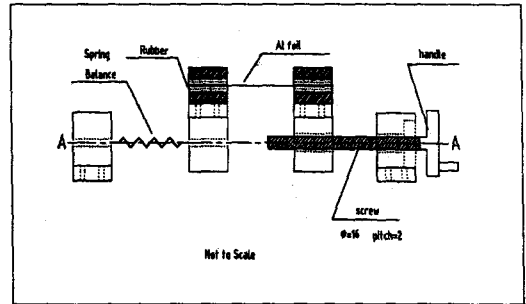 Spring
Balance
Rubber
Al foil
handle
A
A
screw
Φ=16 pitch=2
Not to Scale